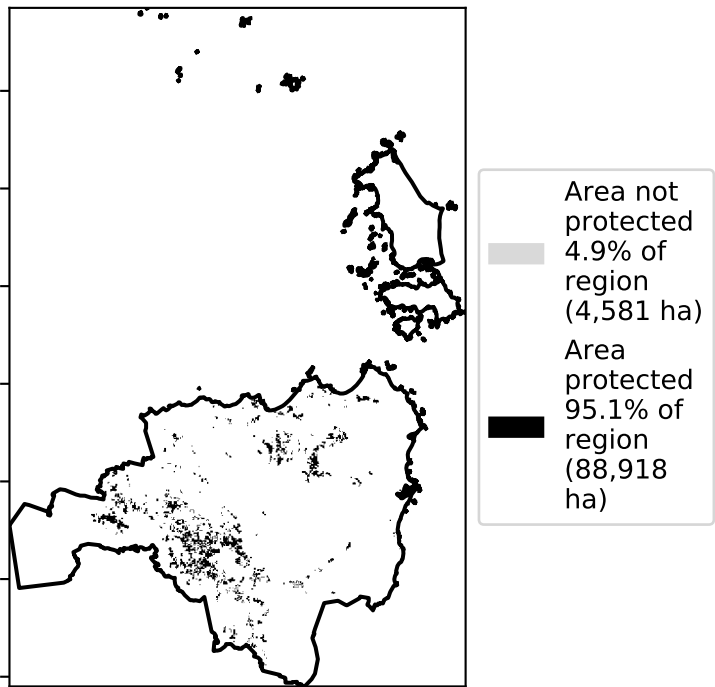 Area not
protected
4.9% of
region
(4,581 ha)
Area
protected
95.1% of
region
(88,918
ha)